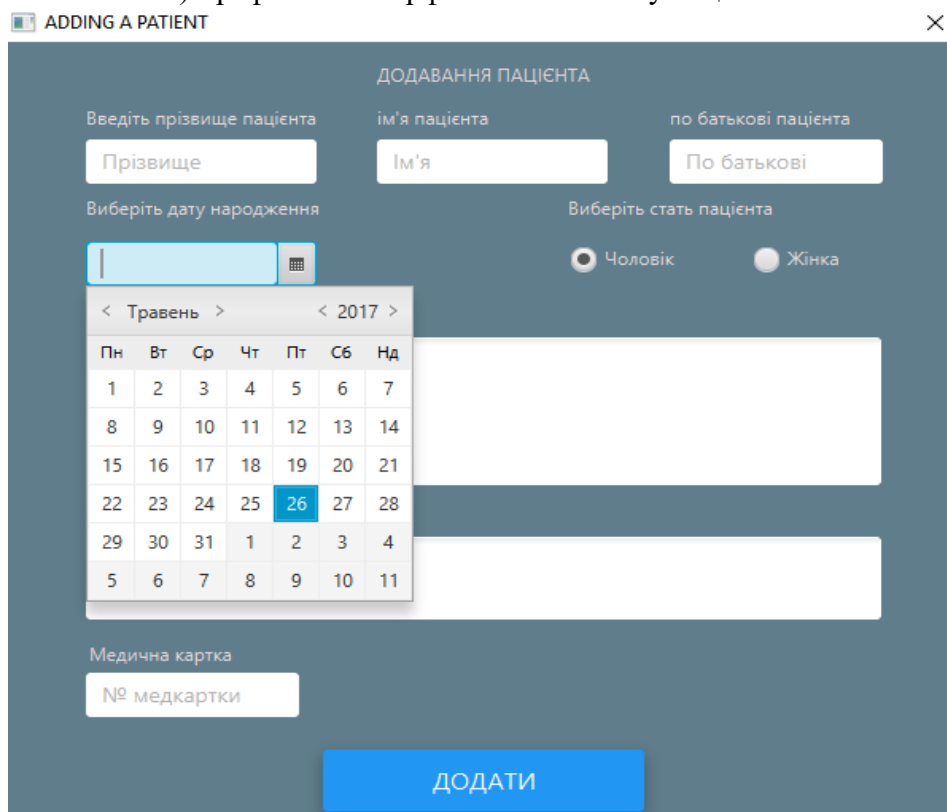 ADDING A PATIENT
ДОДАВАННЯ ПАЦІЄНТА
Введіть прізвище пацієнта ім'я пацієнта по батькові пацієнта
Прізвище Ім'я По батькові
Виберіть дату народження Виберіть стать пацієнта
Чоловік Жінка
< Травень > < 2017 >
Пн Вт Ср Чт Пт Сб Нд
1 2 3 4 5 6 7
8 9 10 11 12 13 14
15 16 17 18 19 20 21
22 23 24 25 26 27 28
29 30 31 1 2 3 4
5 6 7 8 9 10 11
Медична картка
№ медкартки
ДОДАТИ